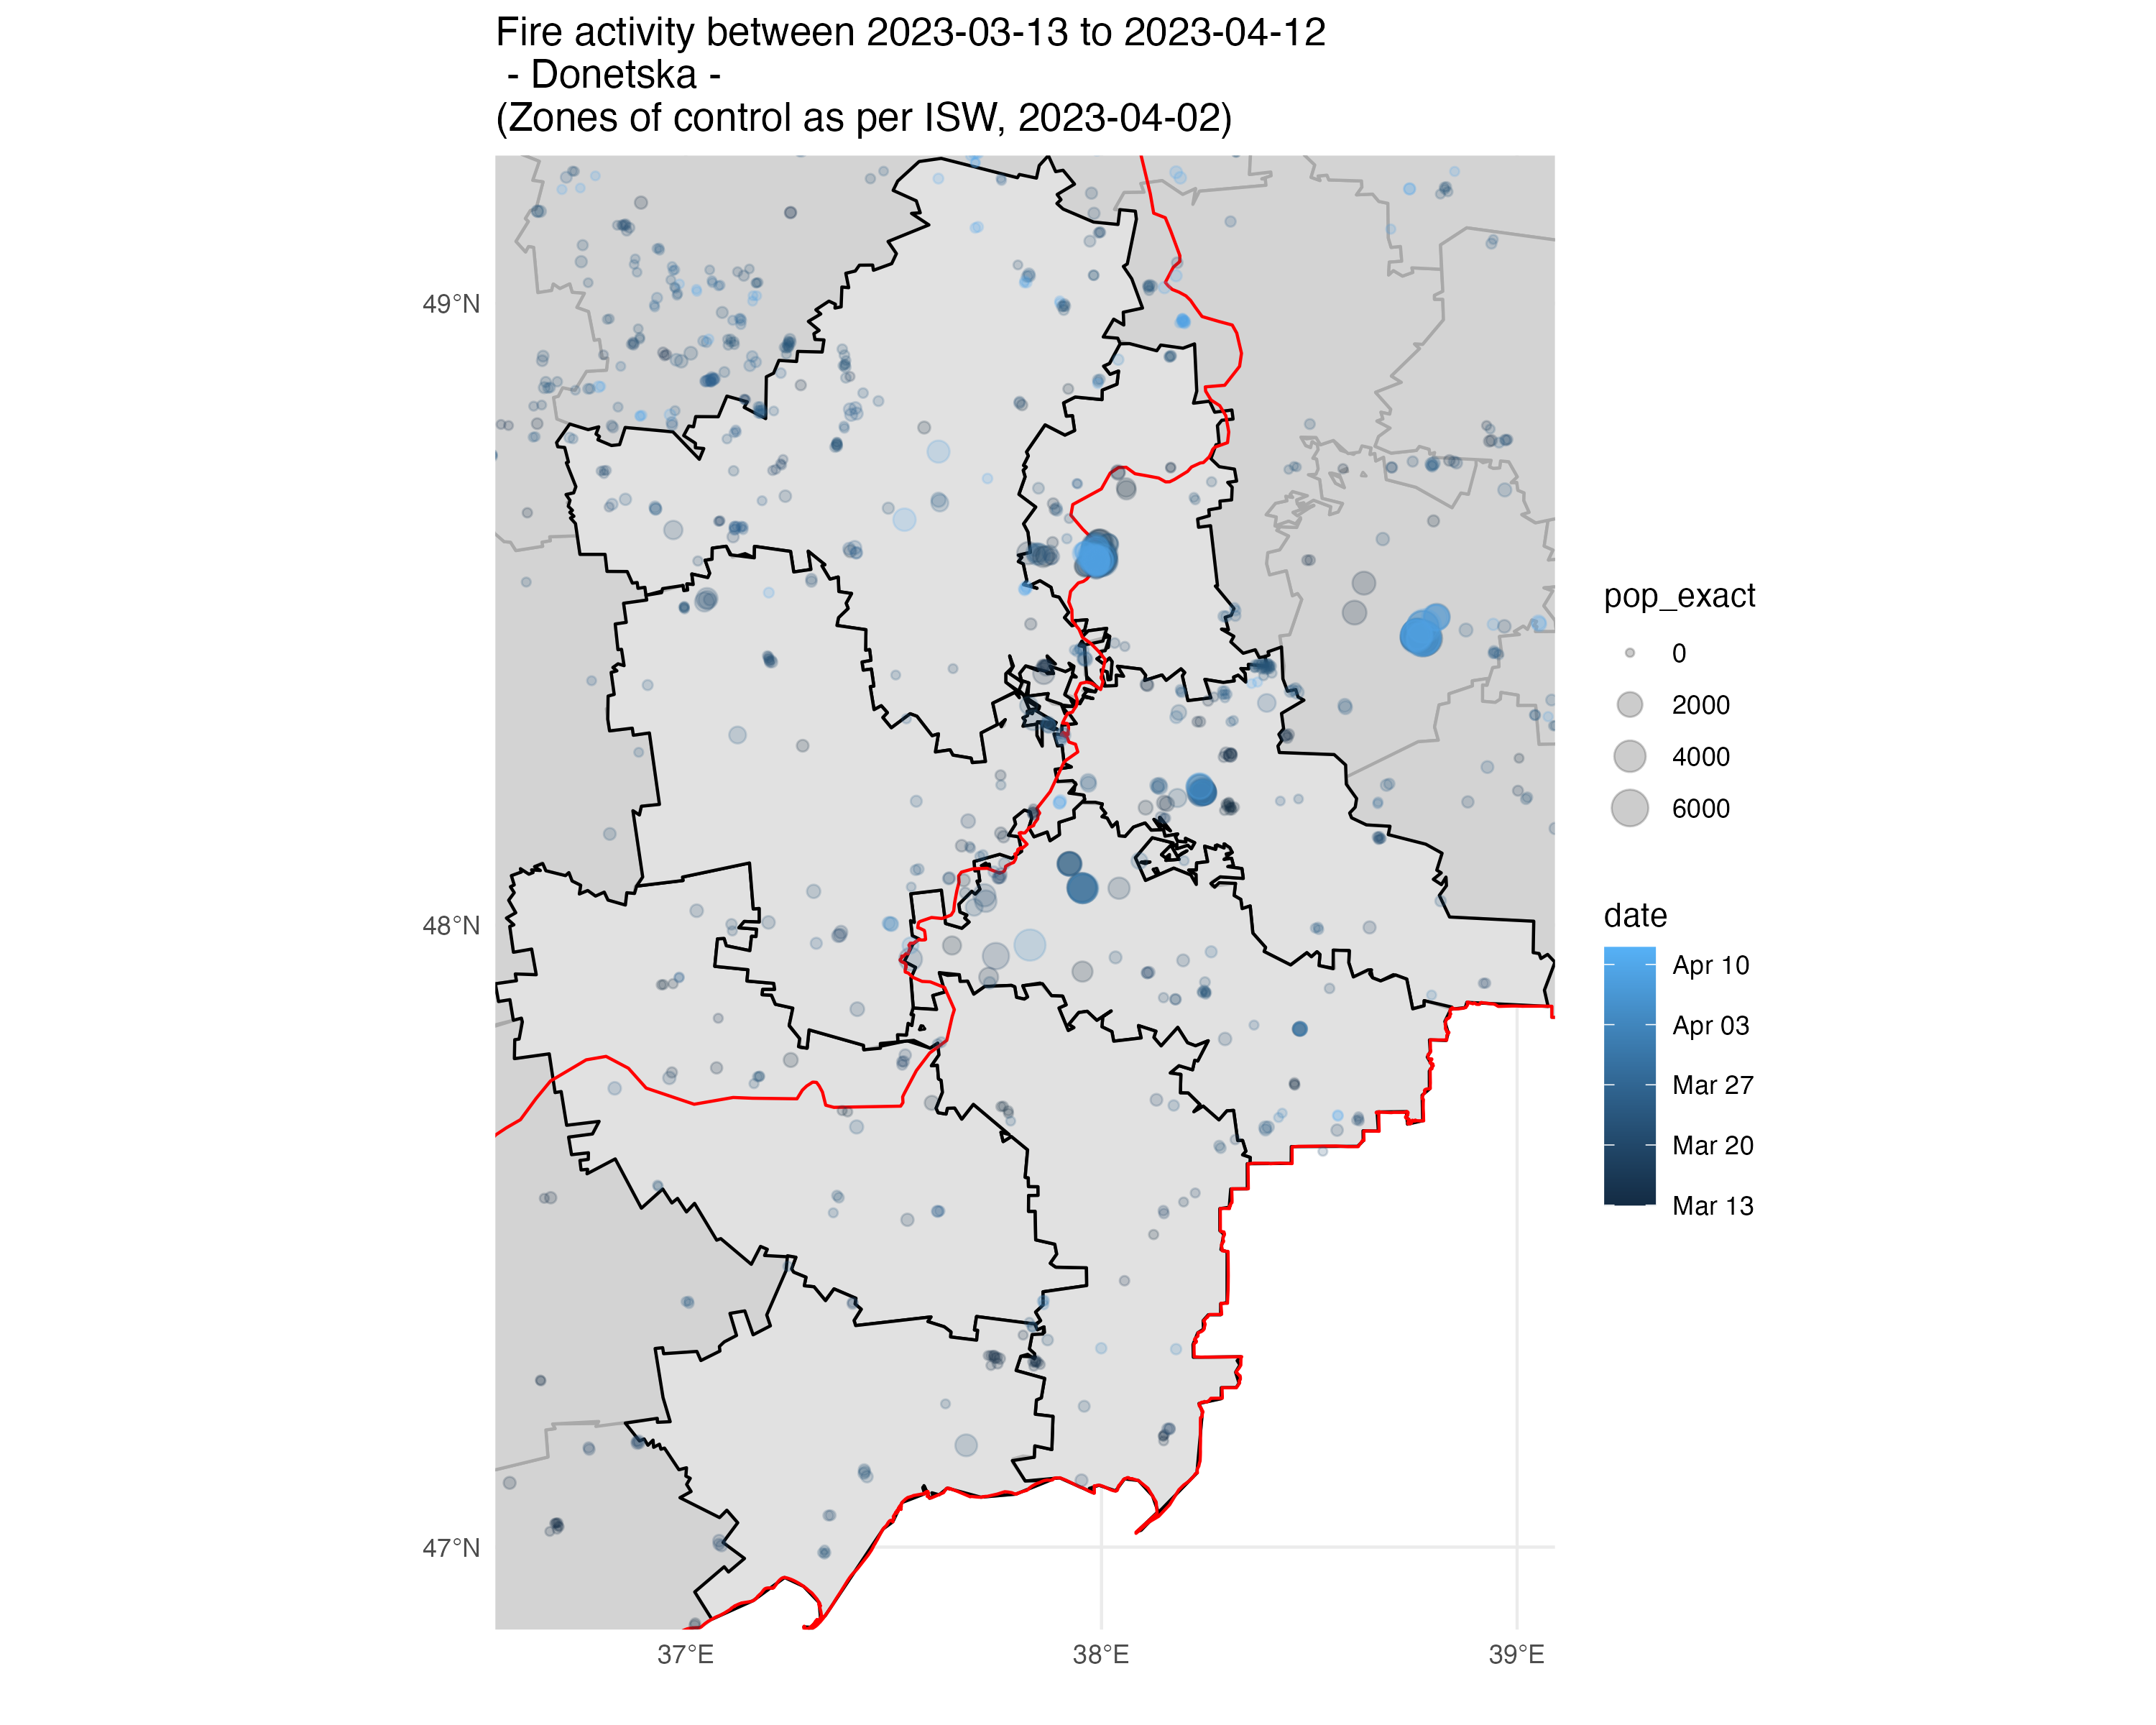 Fire activity between 2023-03-13 to 2023-04-12
- Donetska -
(Zones of control as per ISW, 2023-04-02)
49°N
48°N
47°N
37°E
38°E
39°E
pop_exact
0
2000
4000
6000
date
Apr 10
Apr 03
Mar 27
Mar 20
Mar 13